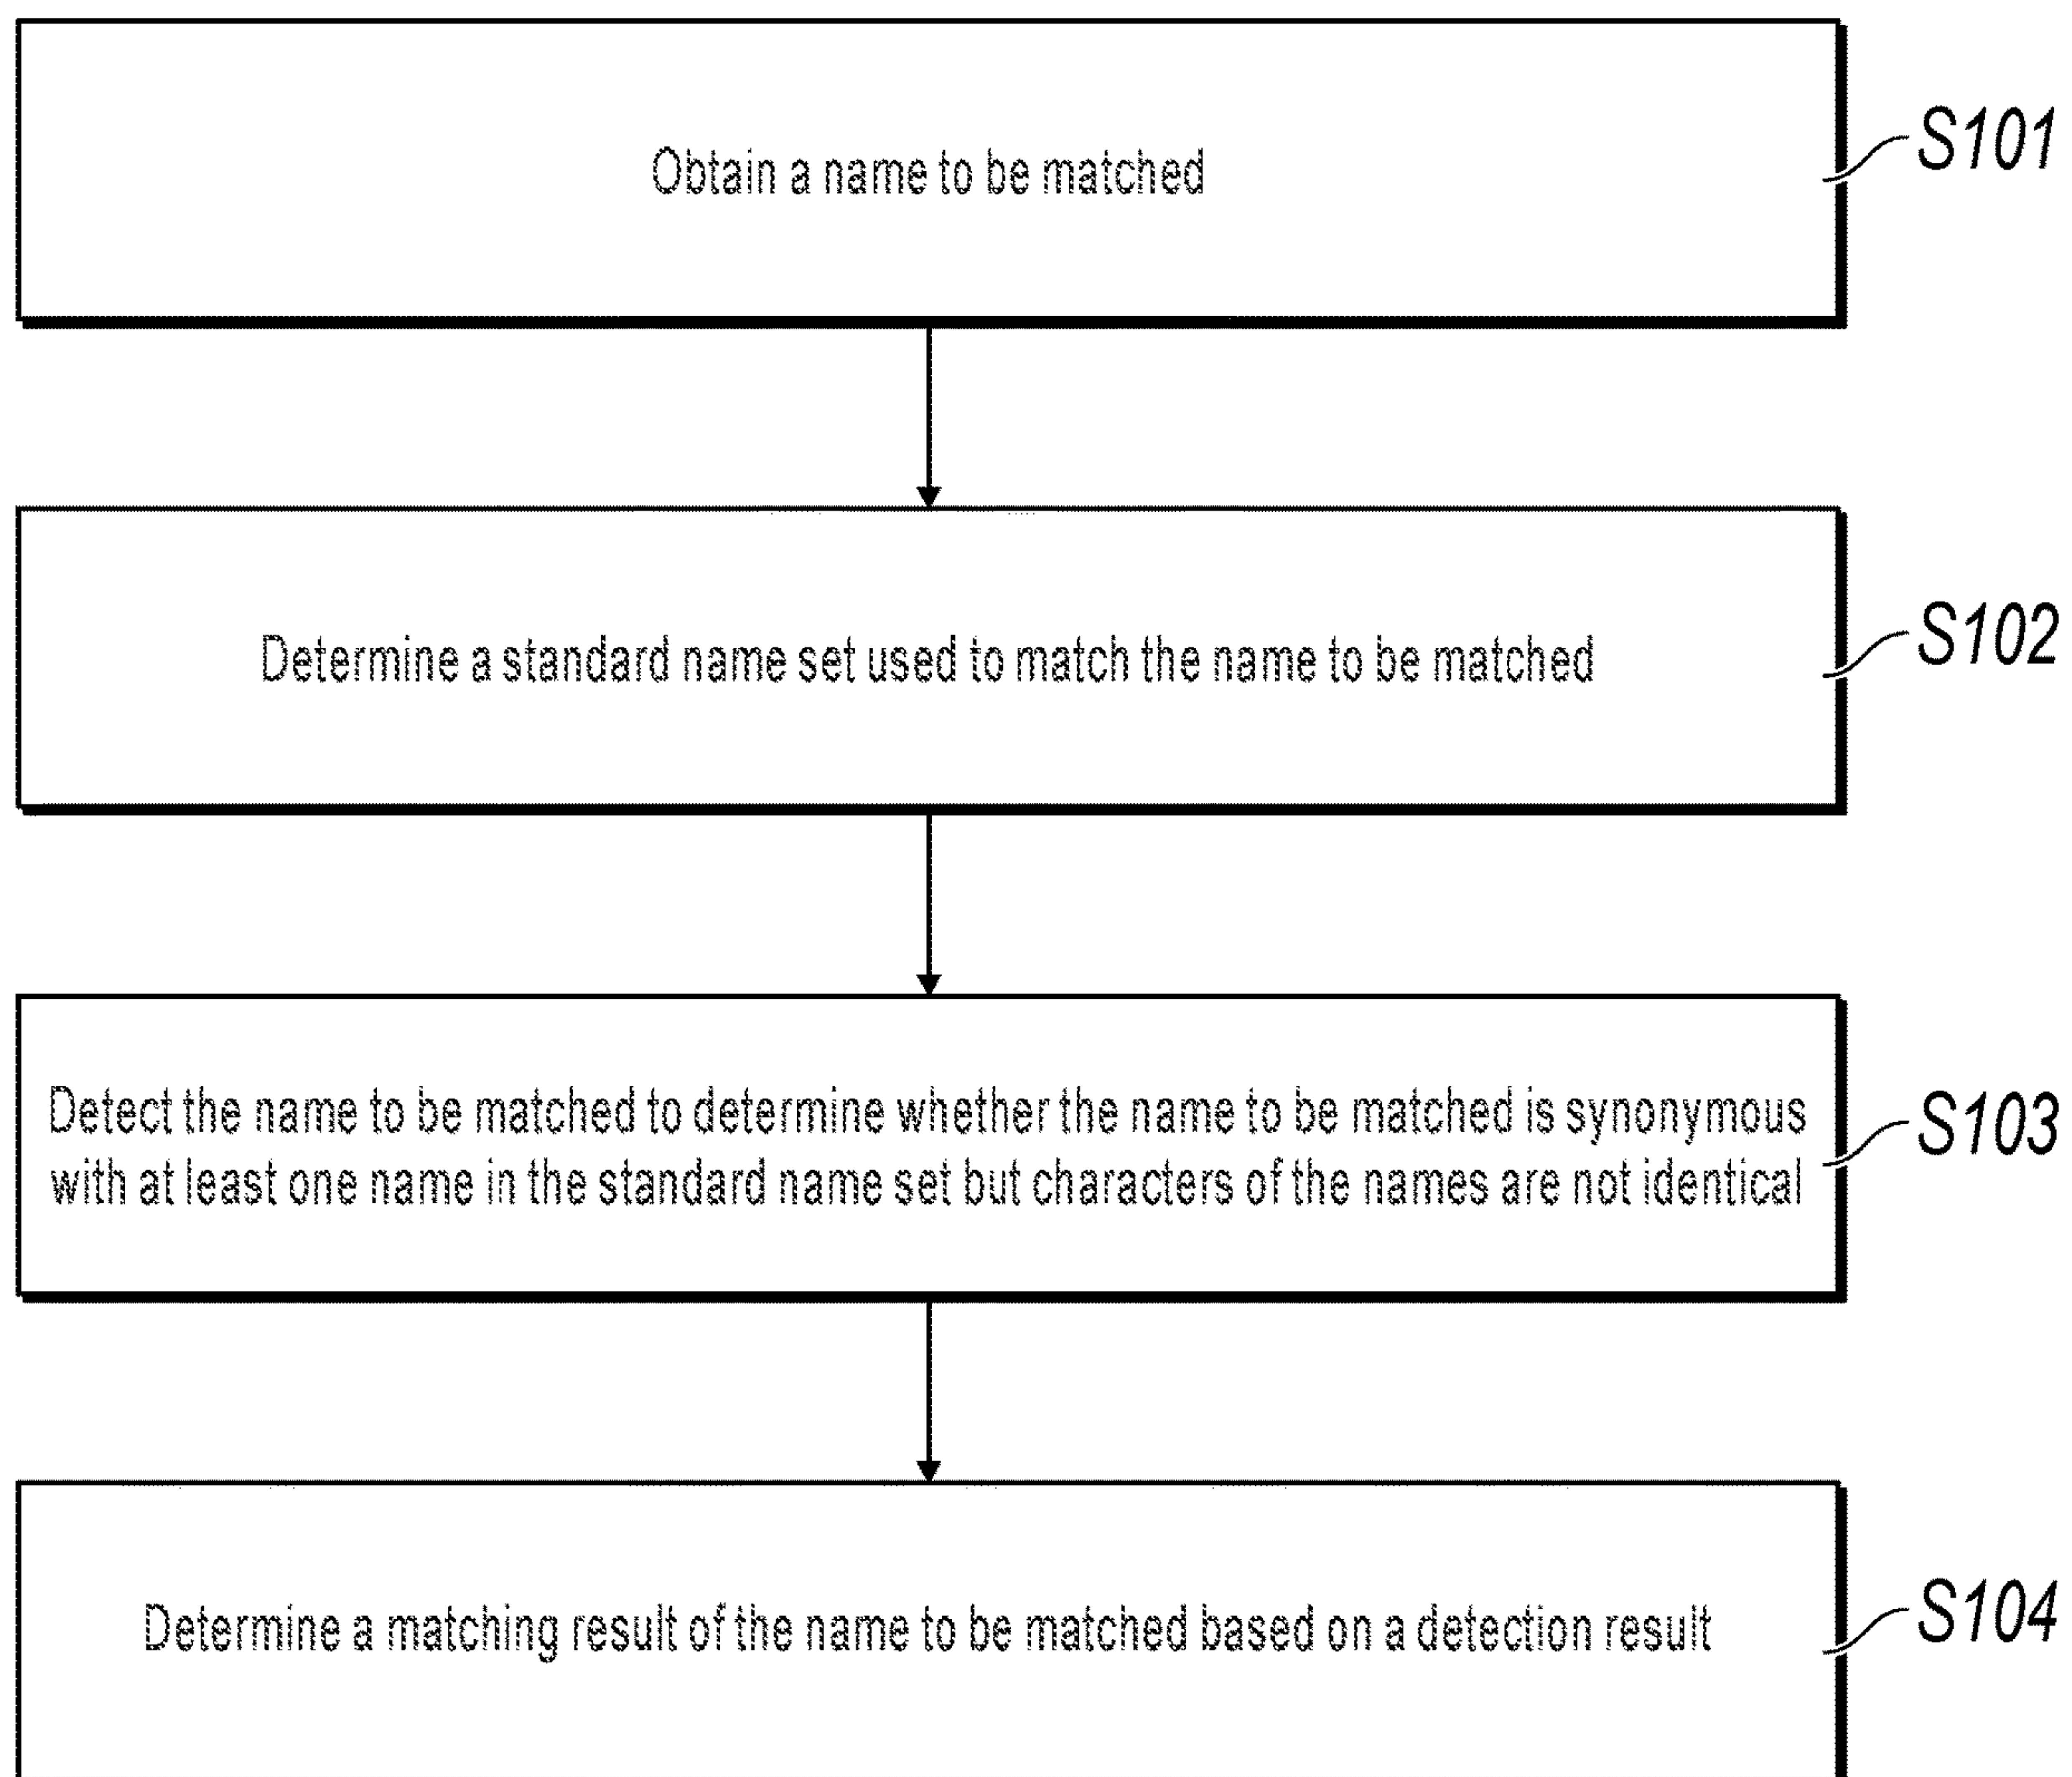 Obtain a name to be matched
S101
Determine a standard name set used to match the name to be matched
S102
Detect the name to be matched to determine whether the name to be matched is synonymous
with at least one name in the standard name set but characters of the names are not identical
S103
Determine a matching result of the name to be matched based on a detection result
S104